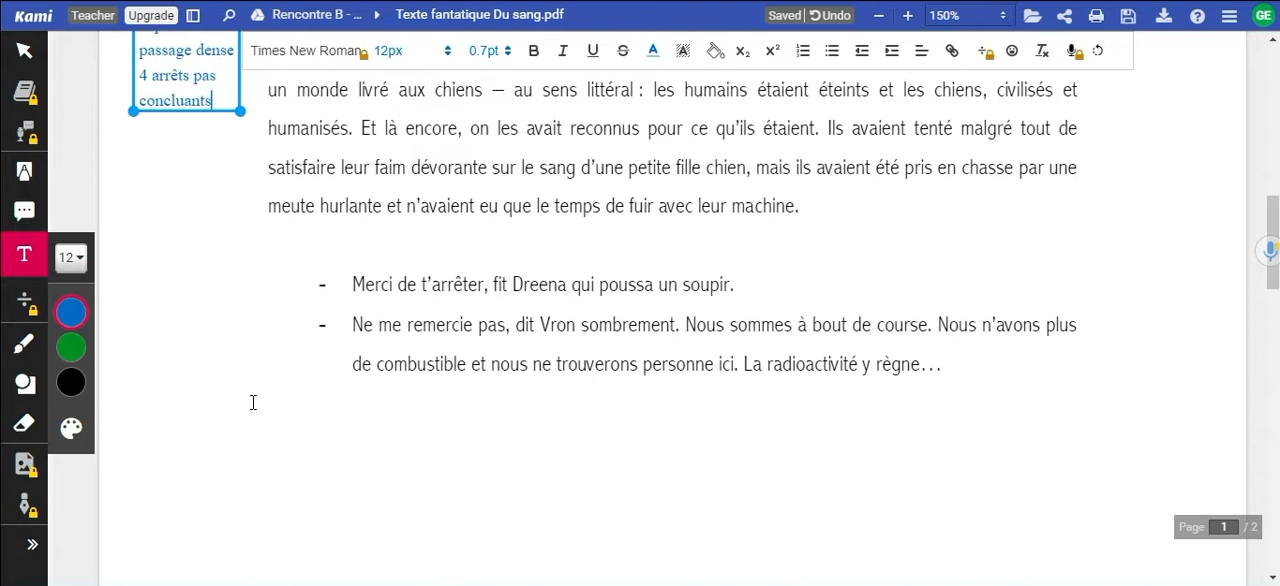 Kami Teacher Upgrade Rencontre B - ... Texte fantatique Du sang.pdf Saved Undo 150% GE
Times New Roman 12px 0.7pt B I U S A A X₂ X²
passage dense
4 arrêts pas
concluants
un monde livré aux chiens – au sens littéral : les humains étaient éteints et les chiens, civilisés et
humanisés. Et là encore, on les avait reconnus pour ce qu’ils étaient. Ils avaient tenté malgré tout de
satisfaire leur faim dévorante sur le sang d’une petite fille chien, mais ils avaient été pris en chasse par une
meute hurlante et n’avaient eu que le temps de fuir avec leur machine.
- Merci de t’arrêter, fit Dreena qui poussa un soupir.
- Ne me remercie pas, dit Vron sombrement. Nous sommes à bout de course. Nous n’avons plus
de combustible et nous ne trouverons personne ici. La radioactivité y règne…
T 12
Page 1 / 2